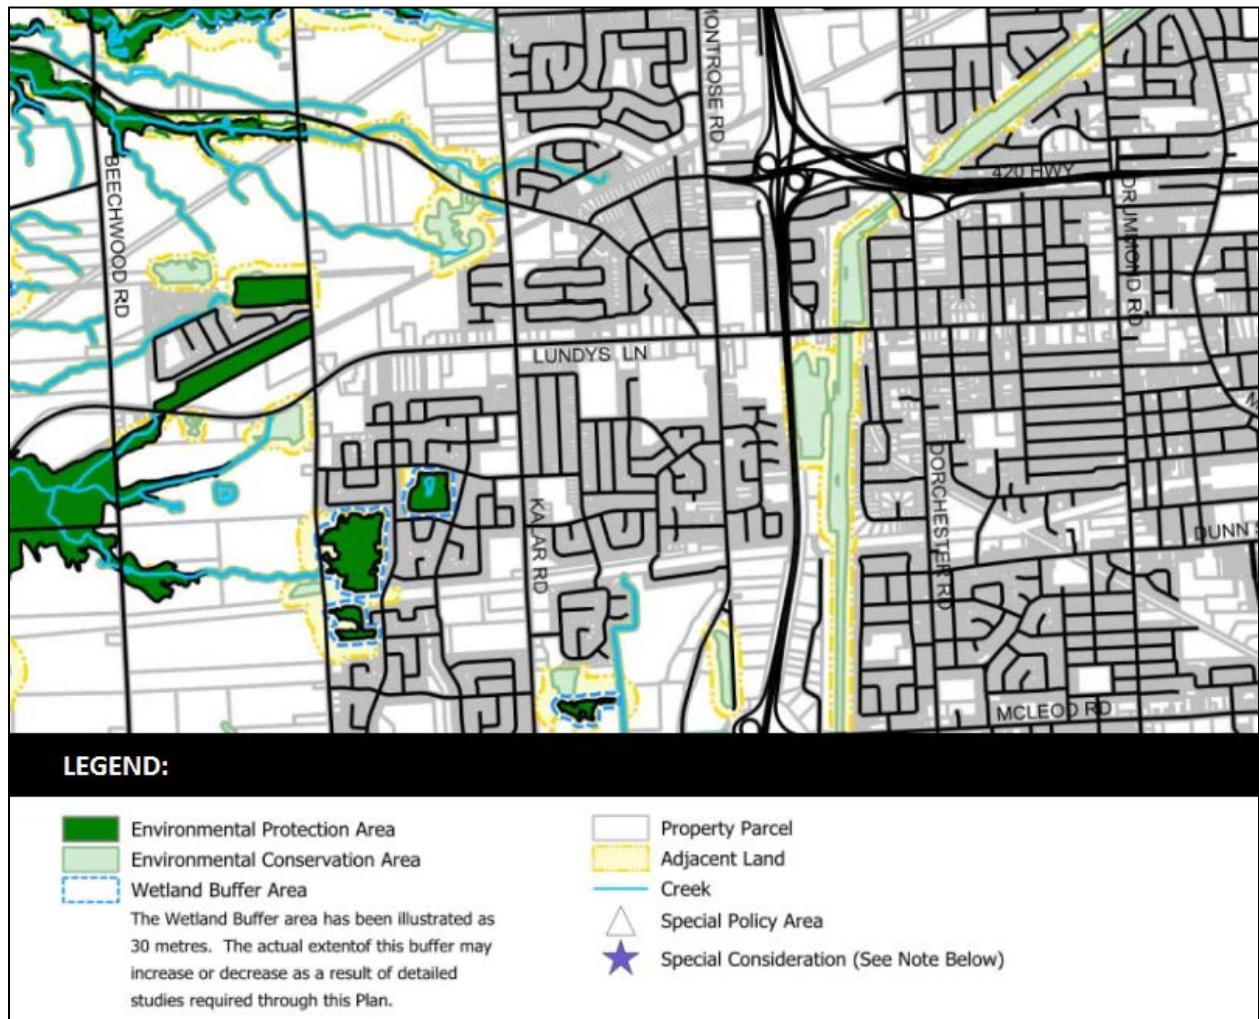 MONTROSE RD
420 HWY
BEECHWOOD RD
DRUMMOND RD
LUNDYS LN
KALAR RD
DORCHESTER RD
DUNN
MCLEOD RD
LEGEND:
Environmental Protection Area
Environmental Conservation Area
Wetland Buffer Area
The Wetland Buffer area has been illustrated as
30 metres. The actual extentof this buffer may
increase or decrease as a result of detailed
studies required through this Plan.
Property Parcel
Adjacent Land
Creek
Special Policy Area
Special Consideration (See Note Below)